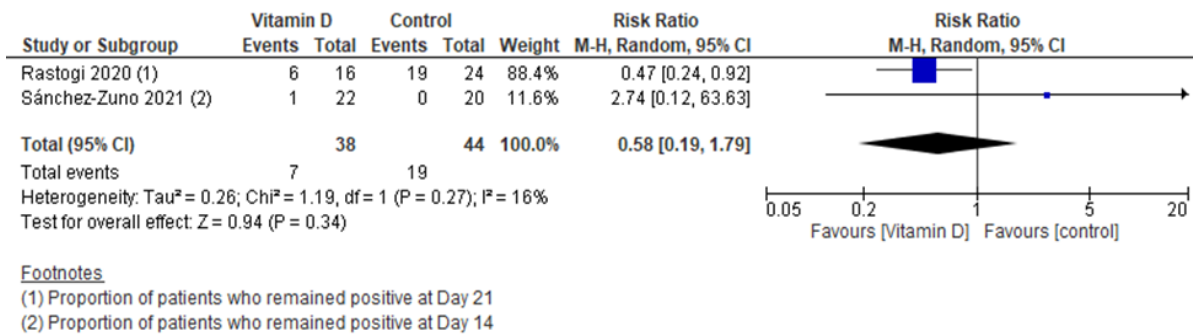 Vitamin D Control Risk Ratio Risk Ratio
Study or Subgroup Events Total Events Total Weight M-H, Random, 95% CI M-H, Random, 95% CI
Rastogi 2020 (1) 6 16 19 24 88.4% 0.47 [0.24, 0.92]
Sánchez-Zuno 2021 (2) 1 22 0 20 11.6% 2.74 [0.12, 63.63]
Total (95% CI) 38 44 100.0% 0.58 [0.19, 1.79]
Total events 7 19
Heterogeneity: Tau² = 0.26; Chi² = 1.19, df = 1 (P = 0.27); I² = 16%
Test for overall effect: Z = 0.94 (P = 0.34)
0.05 0.2 1 5 20
Favours [Vitamin D] Favours [control]
Footnotes
(1) Proportion of patients who remained positive at Day 21
(2) Proportion of patients who remained positive at Day 14